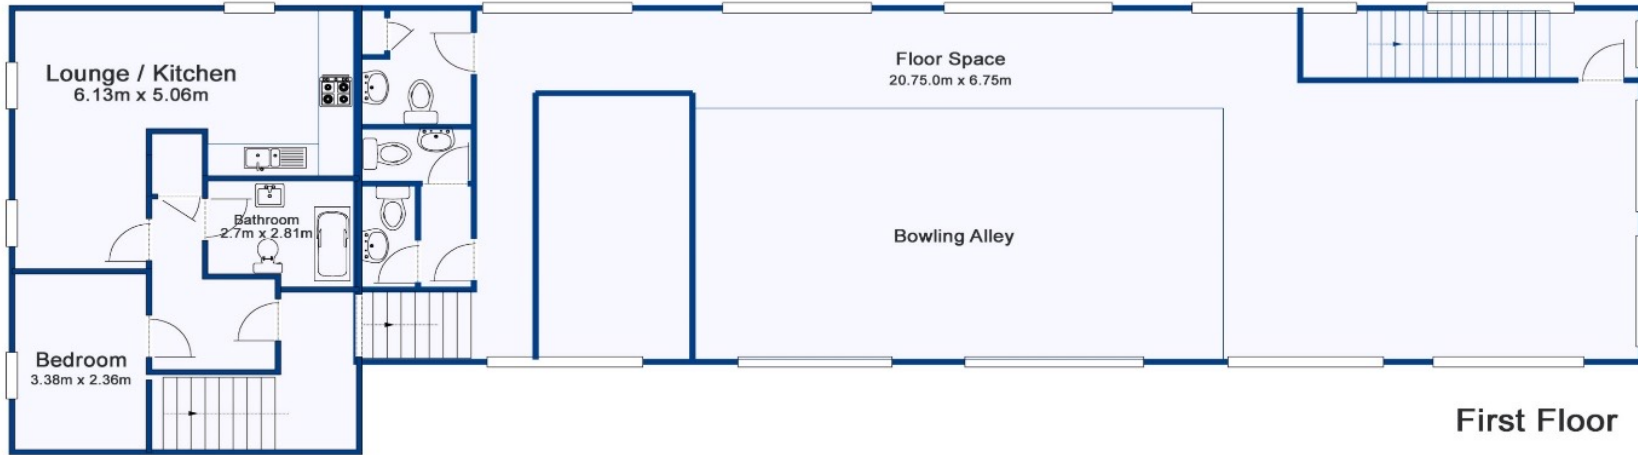 Lounge / Kitchen
6.13m x 5.06m
Floor Space
20.75.0m x 6.75m
Bathroom
2.7m x 2.81m
Bowling Alley
Bedroom
3.38m x 2.36m
First Floor